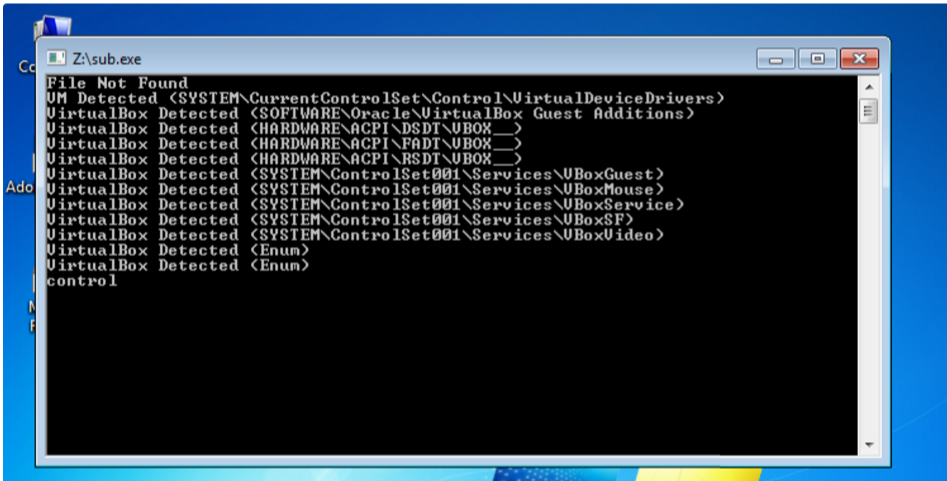 Co
Z:\sub.exe
File Not Found
VM Detected (SYSTEM\CurrentControlSet\Control\VirtualDeviceDrivers)
VirtualBox Detected (SOFTWARE\Oracle\VirtualBox Guest Additions)
VirtualBox Detected (HARDWARE\ACPI\DSDT\VBOX__)
VirtualBox Detected (HARDWARE\ACPI\FADT\VBOX__)
VirtualBox Detected (HARDWARE\ACPI\RSDT\VBOX__)
VirtualBox Detected (SYSTEM\ControlSet001\Services\VBoxGuest)
VirtualBox Detected (SYSTEM\ControlSet001\Services\VBoxMouse)
Ado
VirtualBox Detected (SYSTEM\ControlSet001\Services\VBoxService)
VirtualBox Detected (SYSTEM\ControlSet001\Services\VBoxSF)
VirtualBox Detected (SYSTEM\ControlSet001\Services\VBoxVideo)
VirtualBox Detected (Enum)
VirtualBox Detected (Enum)
control